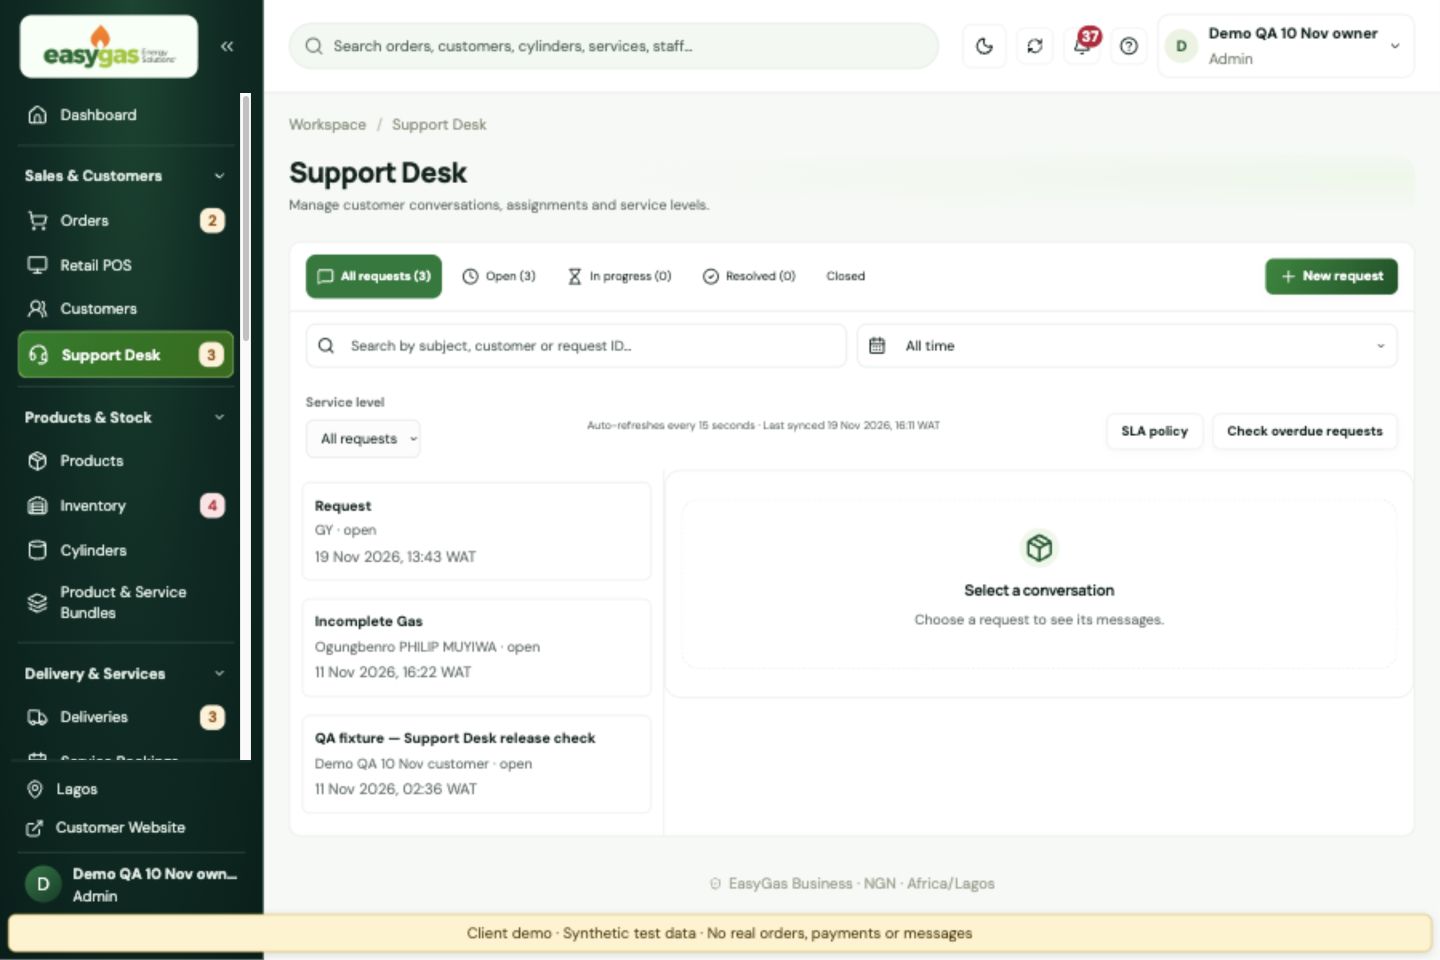 easygas Energy Solutions
«
Search orders, customers, cylinders, services, staff...
37
D
Demo QA 10 Nov owner
Admin
Dashboard
Sales & Customers
Orders
2
Retail POS
Customers
Support Desk
3
Products & Stock
Products
Inventory
4
Cylinders
Product & Service
Bundles
Delivery & Services
Deliveries
3
Service Bookings
Lagos
Customer Website
D
Demo QA 10 Nov own...
Admin
Workspace / Support Desk
Support Desk
Manage customer conversations, assignments and service levels.
All requests (3)
Open (3)
In progress (0)
Resolved (0)
Closed
+ New request
Search by subject, customer or request ID...
All time
Service level
All requests
Auto-refreshes every 15 seconds · Last synced 19 Nov 2026, 16:11 WAT
SLA policy
Check overdue requests
Request
GY · open
19 Nov 2026, 13:43 WAT
Incomplete Gas
Ogungbenro PHILIP MUYIWA · open
11 Nov 2026, 16:22 WAT
QA fixture — Support Desk release check
Demo QA 10 Nov customer · open
11 Nov 2026, 02:36 WAT
Select a conversation
Choose a request to see its messages.
EasyGas Business · NGN · Africa/Lagos
Client demo · Synthetic test data · No real orders, payments or messages